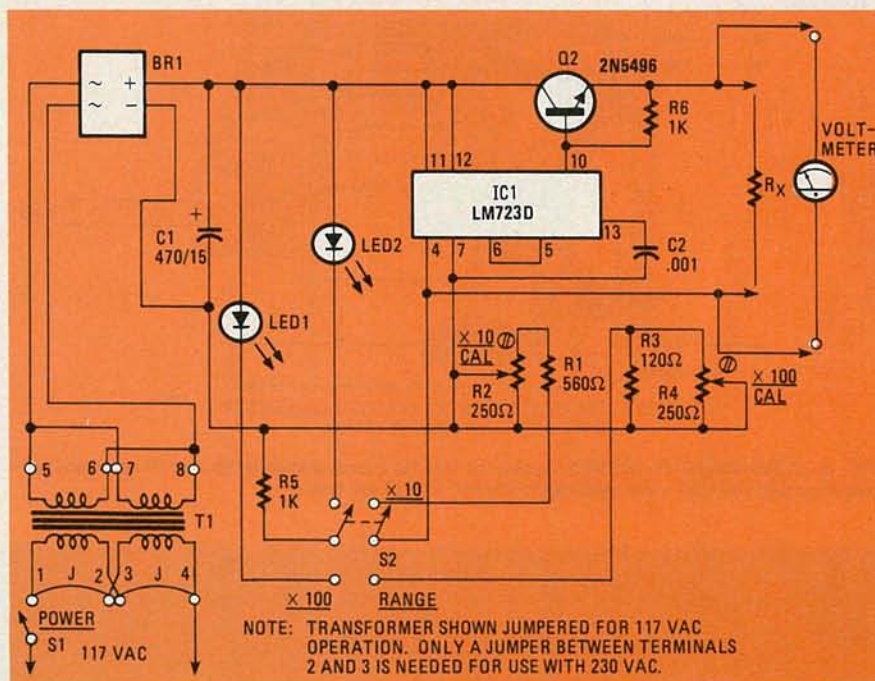 BR1
~ +
~ −
C1
470/15
+
LED1
LED2
Q2
2N5496
R6
1K
11 12 10
IC1
LM723D
13
4 7 6 5
C2
.001
VOLT-
METER
RX
× 10
CAL
R2
250Ω
R1
560Ω
R3
120Ω
R4
250Ω
× 100
CAL
R5
1K
× 10
S2
× 100
RANGE
5 6 7 8
T1
1 J 2 3 J 4
POWER
S1
117 VAC
NOTE: TRANSFORMER SHOWN JUMPERED FOR 117 VAC
OPERATION. ONLY A JUMPER BETWEEN TERMINALS
2 AND 3 IS NEEDED FOR USE WITH 230 VAC.